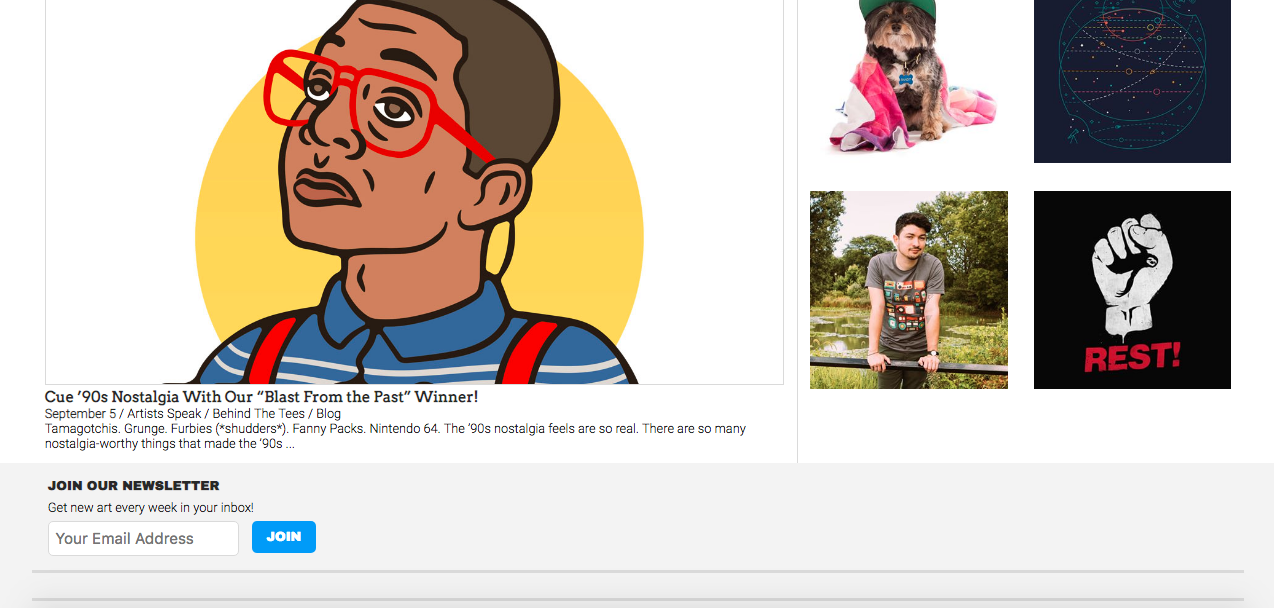 REST!
Cue ’90s Nostalgia With Our “Blast From the Past” Winner!
September 5 / Artists Speak / Behind The Tees / Blog
Tamagotchis. Grunge. Furbies (*shudders*). Fanny Packs. Nintendo 64. The ’90s nostalgia feels are so real. There are so many
nostalgia-worthy things that made the ’90s ...
JOIN OUR NEWSLETTER
Get new art every week in your inbox!
Your Email Address
JOIN